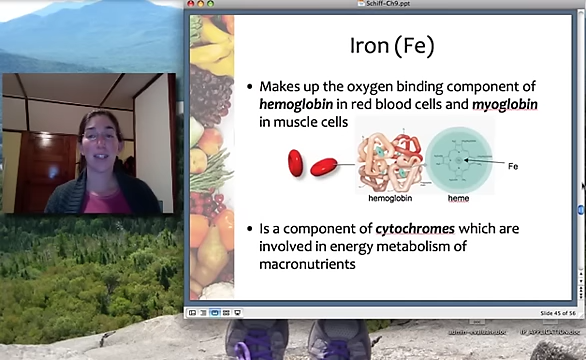 Schiff-Ch9.ppt
Iron (Fe)
• Makes up the oxygen binding component of
hemoglobin in red blood cells and myoglobin
in muscle cells
Fe
hemoglobin
heme
• Is a component of cytochromes which are
involved in energy metabolism of
macronutrients
Slide 45 of 56